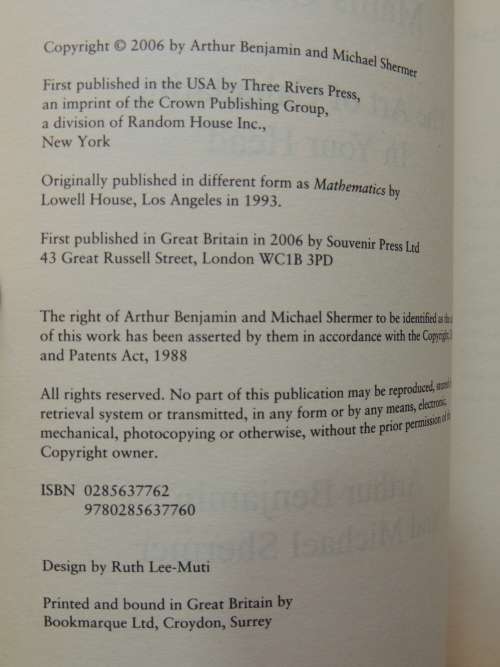 Copyright © 2006 by Arthur Benjamin and Michael Shermer
First published in the USA by Three Rivers Press,
an imprint of the Crown Publishing Group,
a division of Random House Inc.,
New York
Originally published in different form as Mathematics by
Lowell House, Los Angeles in 1993.
First published in Great Britain in 2006 by Souvenir Press Ltd
43 Great Russell Street, London WC1B 3PD
The right of Arthur Benjamin and Michael Shermer to be identified as the
of this work has been asserted by them in accordance with the Copyright,
and Patents Act, 1988
All rights reserved. No part of this publication may be reproduced,
retrieval system or transmitted, in any form or by any means, electronic,
mechanical, photocopying or otherwise, without the prior permission of
Copyright owner.
ISBN 0285637762
9780285637760
Design by Ruth Lee-Muti
Printed and bound in Great Britain by
Bookmarque Ltd, Croydon, Surrey